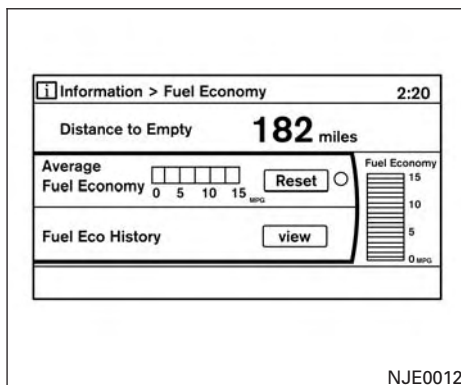 i Information > Fuel Economy 2:20
Distance to Empty 182 miles
Average
Fuel Economy 0 5 10 15 MPG Reset
Fuel Economy
15
10
5
0 MPG
Fuel Eco History view
NJE0012